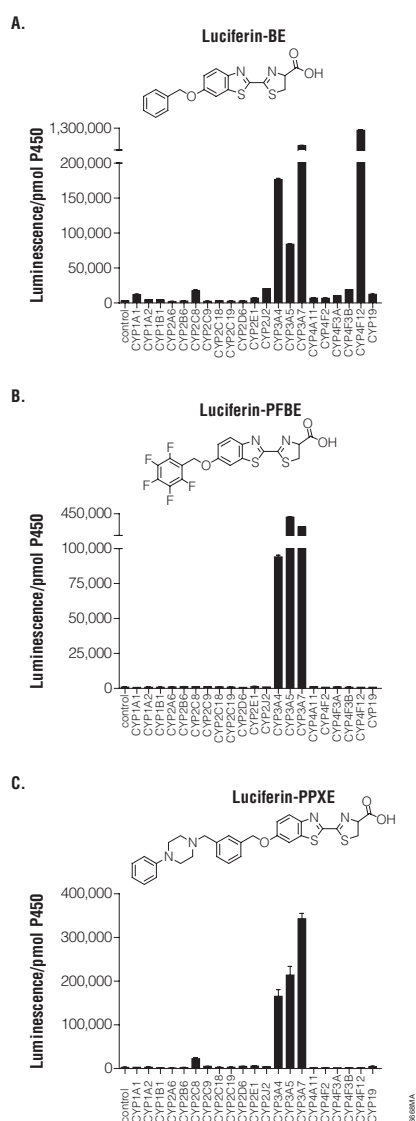 A.
Luciferin-BE
O
OH
N
N
O
S
S
1,300,000
200,000
150,000
100,000
50,000
0
Luminescence/pmol P450
control
CYP1A1
CYP1A2
CYP1B1
CYP2A6
CYP2B6
CYP2C8
CYP2C9
CYP2C18
CYP2C19
CYP2D6
CYP2E1
CYP2J2
CYP3A4
CYP3A5
CYP3A7
CYP4A11
CYP4F2
CYP4F3A
CYP4F3B
CYP4F12
CYP19
B.
Luciferin-PFBE
O
OH
N
N
F
F
O
S
S
F
F
F
450,000
100,000
75,000
50,000
25,000
0
Luminescence/pmol P450
control
CYP1A1
CYP1A2
CYP1B1
CYP2A6
CYP2B6
CYP2C8
CYP2C9
CYP2C18
CYP2C19
CYP2D6
CYP2E1
CYP2J2
CYP3A4
CYP3A5
CYP3A7
CYP4A11
CYP4F2
CYP4F3A
CYP4F3B
CYP4F12
CYP19
C.
Luciferin-PPXE
O
OH
N
N
N
O
S
S
N
400,000
300,000
200,000
100,000
0
Luminescence/pmol P450
control
CYP1A1
CYP1A2
CYP1B1
CYP2A6
CYP2B6
CYP2C8
CYP2C9
CYP2C18
CYP2C19
CYP2D6
CYP2E1
CYP2J2
CYP3A4
CYP3A5
CYP3A7
CYP4A11
CYP4F2
CYP4F3A
CYP4F3B
CYP4F12
CYP19